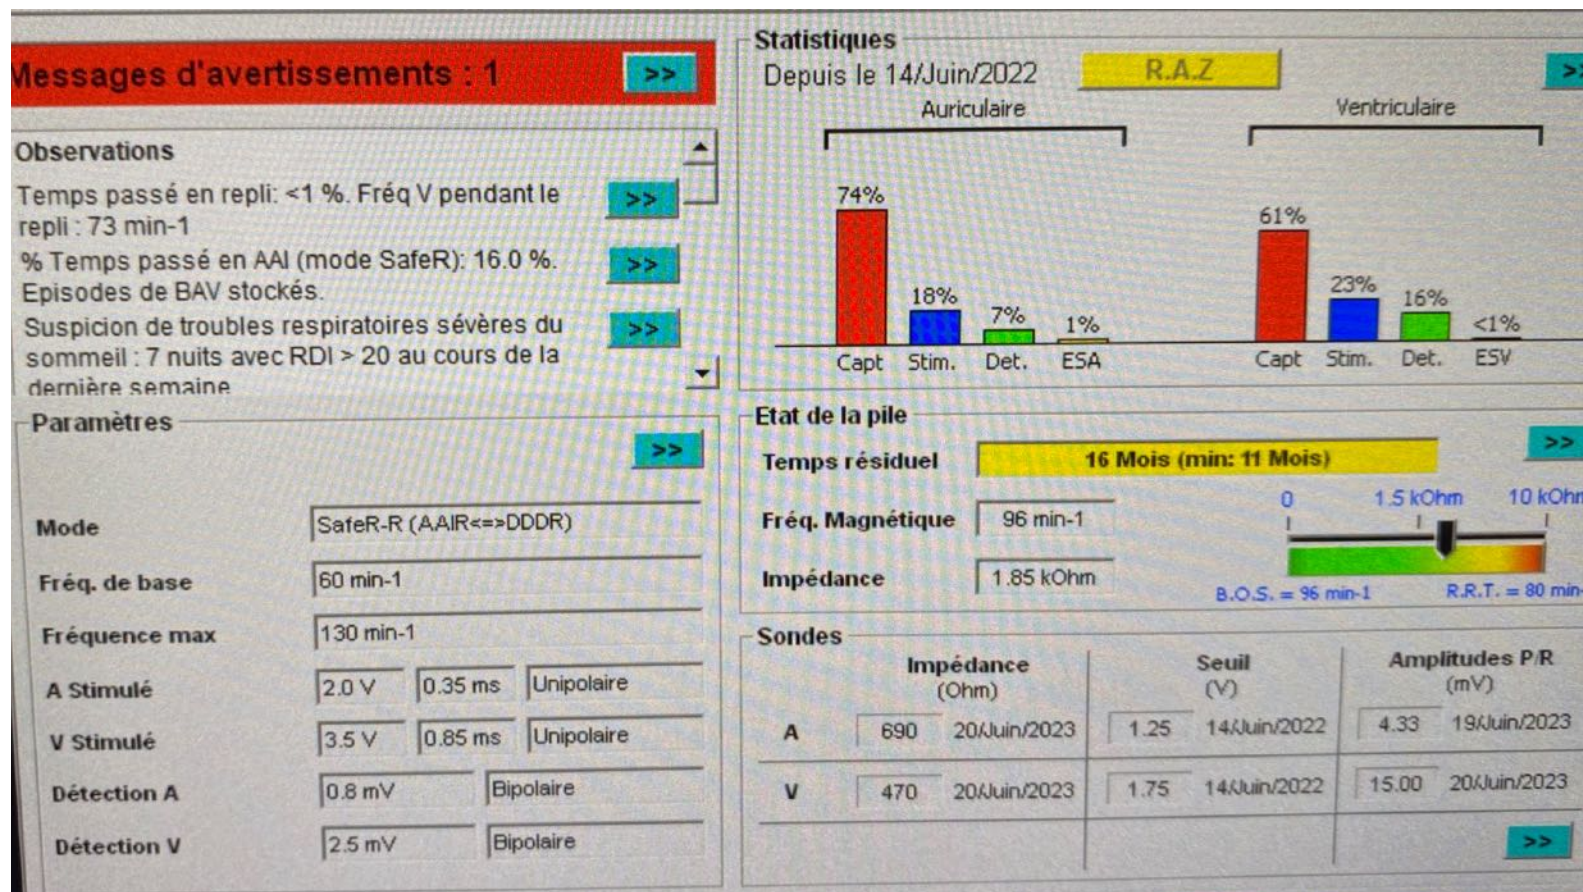 Messages d'avertissements : 1
>>
Observations
Temps passé en repli: <1 %. Fréq V pendant le
repli : 73 min-1
>>
% Temps passé en AAI (mode SafeR): 16.0 %.
Episodes de BAV stockés.
>>
Suspicion de troubles respiratoires sévères du
sommeil : 7 nuits avec RDI > 20 au cours de la
dernière semaine
>>
Paramètres
>>
Mode SafeR-R (AAIR<=>DDDR)
Fréq. de base 60 min-1
Fréquence max 130 min-1
A Stimulé 2.0 V 0.35 ms Unipolaire
V Stimulé 3.5 V 0.85 ms Unipolaire
Détection A 0.8 mV Bipolaire
Détection V 2.5 mV Bipolaire
Statistiques
Depuis le 14/Juin/2022 R.A.Z >>
Auriculaire Ventriculaire
74% 18% 7% 1% 61% 23% 16% <1%
Capt Stim. Det. ESA Capt Stim. Det. ESV
Etat de la pile
Temps résiduel 16 Mois (min: 11 Mois) >>
Fréq. Magnétique 96 min-1
0 1.5 kOhm 10 kOhm
Impédance 1.85 kOhm
B.O.S. = 96 min-1 R.R.T. = 80 min-
Sondes
Impédance Seuil Amplitudes P/R
(Ohm) (V) (mV)
A 690 20/Juin/2023 1.25 14/Juin/2022 4.33 19/Juin/2023
V 470 20/Juin/2023 1.75 14/Juin/2022 15.00 20/Juin/2023
>>